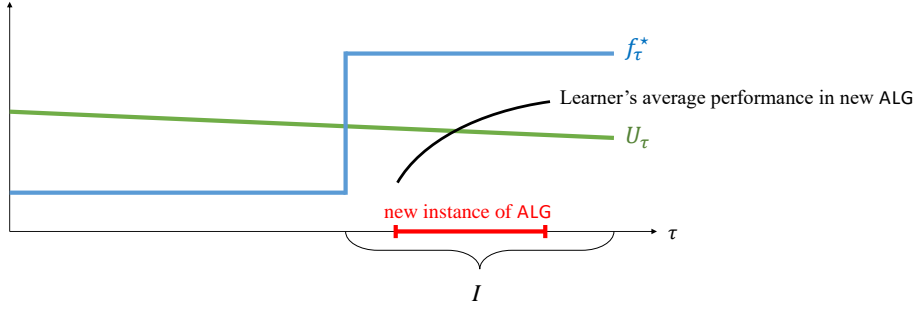 f⋆τ
Learner's average performance in new ALG
Uτ
new instance of ALG
τ
I